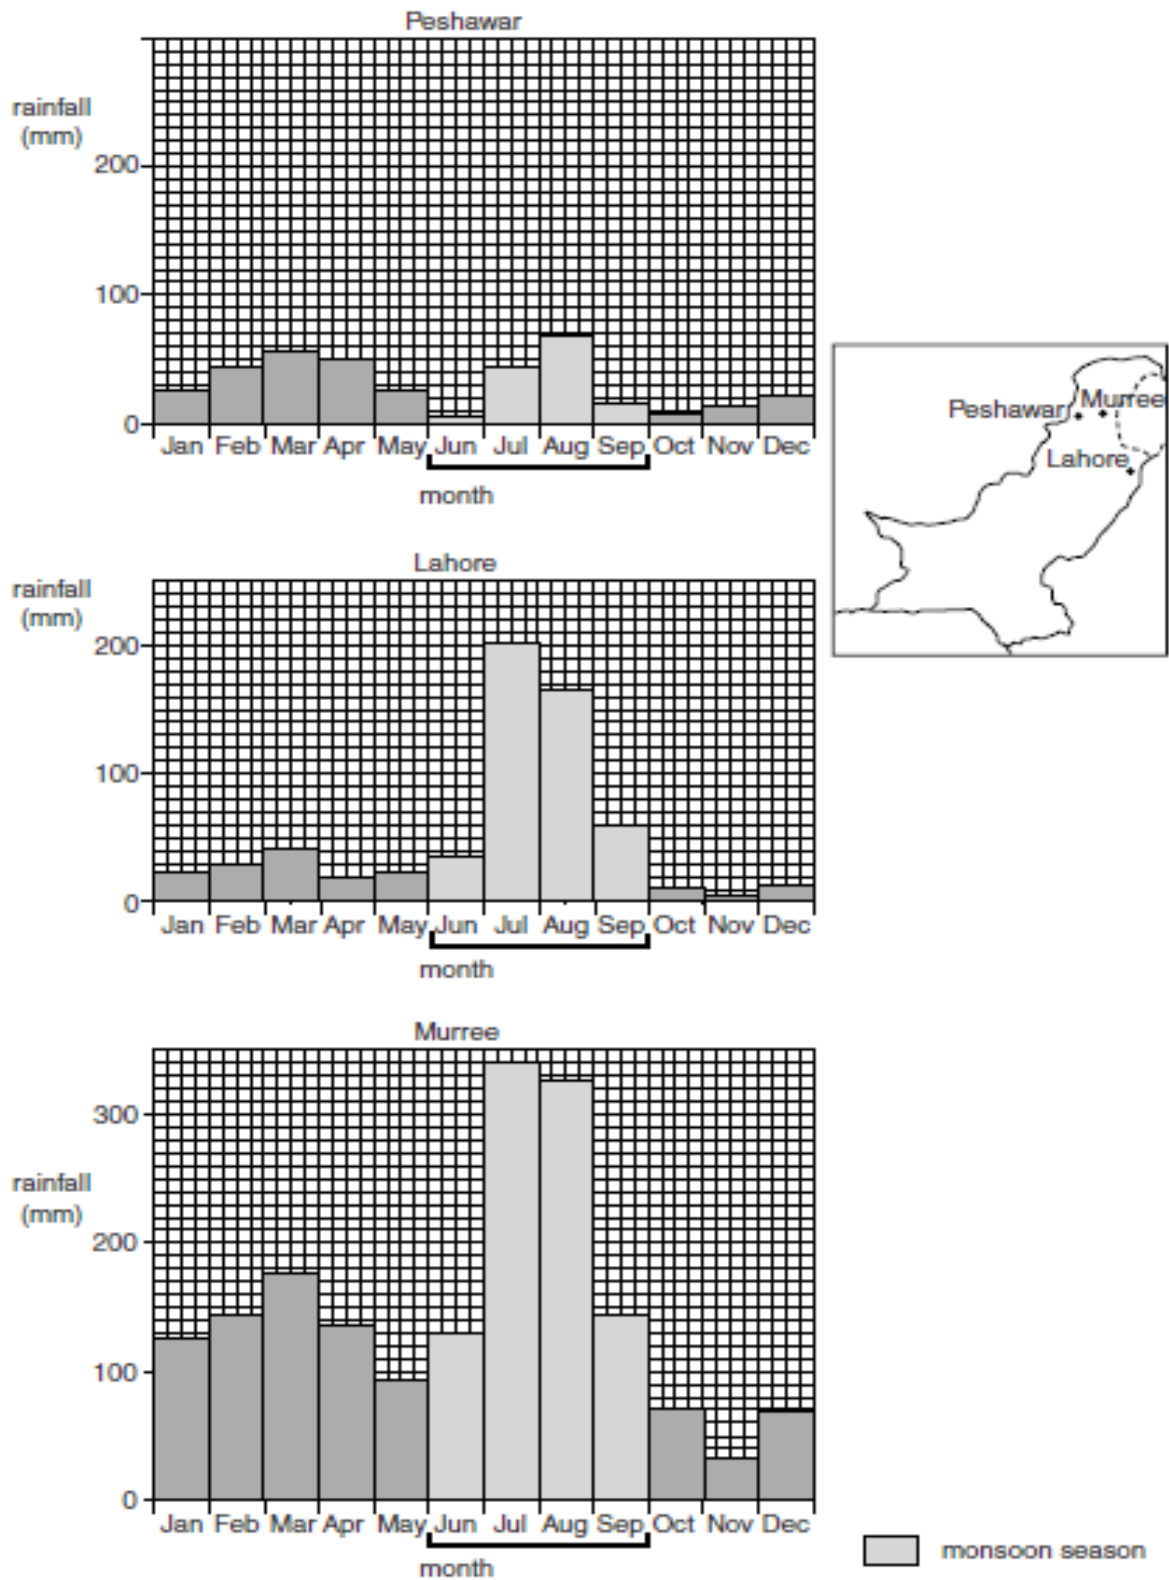 Peshawar
rainfall
(mm)
200
100
0
Jan Feb Mar Apr May Jun Jul Aug Sep Oct Nov Dec
month
Peshawar Murree
Lahore
Lahore
rainfall
(mm)
200
100
0
Jan Feb Mar Apr May Jun Jul Aug Sep Oct Nov Dec
month
Murree
300
rainfall
(mm)
200
100
0
Jan Feb Mar Apr May Jun Jul Aug Sep Oct Nov Dec
month
monsoon season